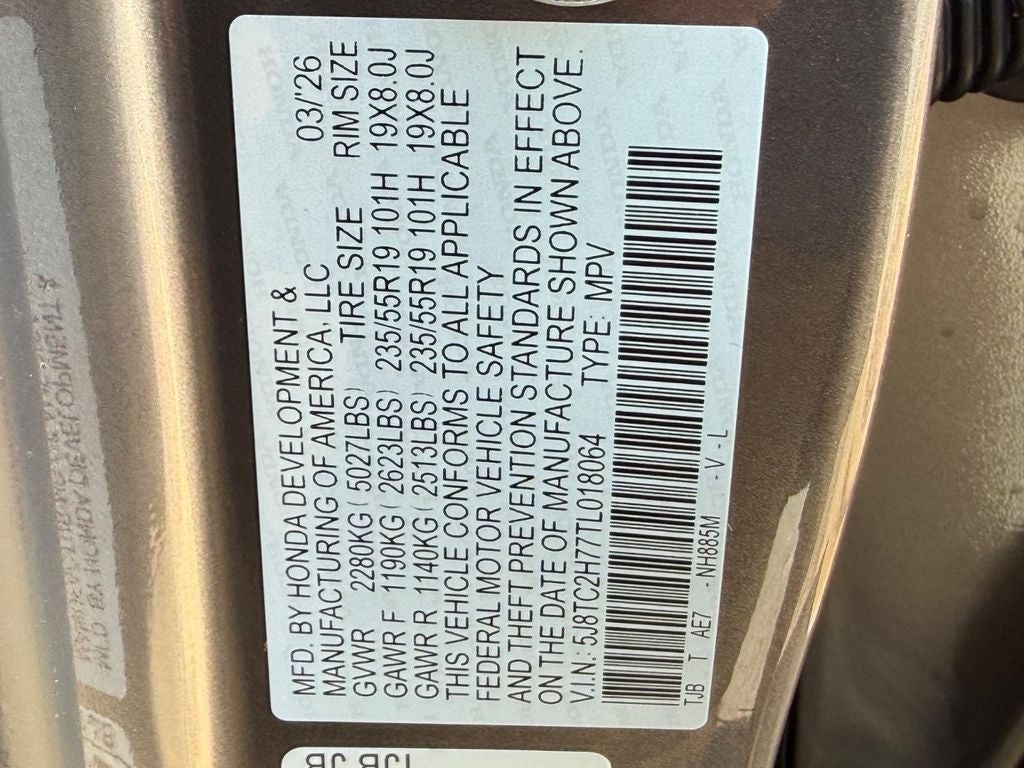 MFD. BY HONDA DEVELOPMENT & 03/'26
MANUFACTURING OF AMERICA, LLC
TIRE SIZE RIM SIZE
GVWR 2280KG ( 5027LBS)
GAWR F 1190KG ( 2623LBS) 235/55R19 101H 19X8.0J
GAWR R 1140KG ( 2513LBS) 235/55R19 101H 19X8.0J
THIS VEHICLE CONFORMS TO ALL APPLICABLE
FEDERAL MOTOR VEHICLE SAFETY
AND THEFT PREVENTION STANDARDS IN EFFECT
ON THE DATE OF MANUFACTURE SHOWN ABOVE.
V.I.N.: 5J8TC2H77TL018064 TYPE: MPV
TJB T AE7 -NH885M -V - L